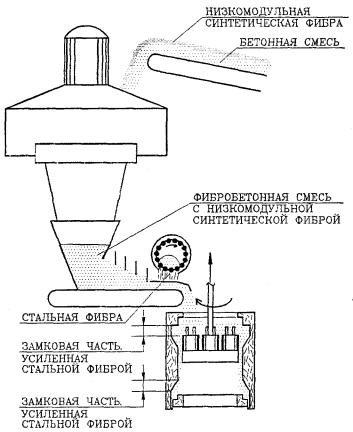 НИЗКОМОДУЛЬНАЯ
СИНТЕТИЧЕСКАЯ ФИБРА
БЕТОННАЯ СМЕСЬ
ФИБРОБЕТОННАЯ СМЕСЬ
С НИЗКОМОДУЛЬНОЙ
СИНТЕТИЧЕСКОЙ ФИБРОЙ
СТАЛЬНАЯ ФИБРА
ЗАМКОВАЯ ЧАСТЬ.
УСИЛЕННАЯ
СТАЛЬНОЙ ФИБРОЙ
ЗАМКОВАЯ ЧАСТЬ.
УСИЛЕННАЯ
СТАЛЬНОЙ ФИБРОЙ